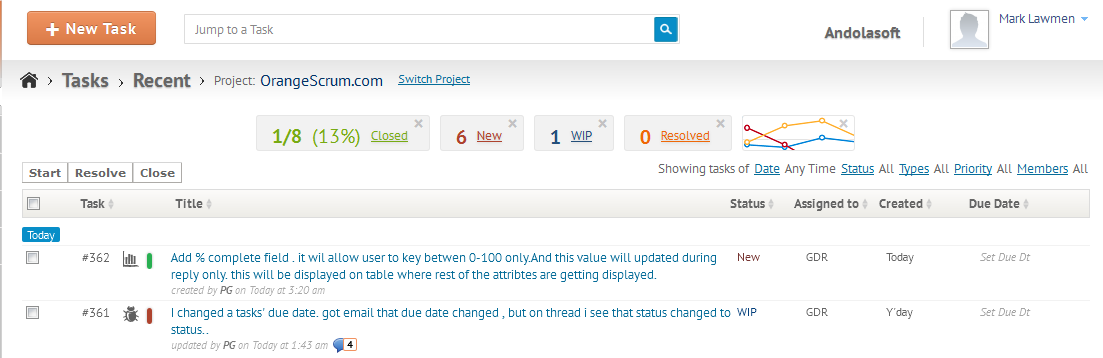 + New Task
Jump to a Task
Andolasoft
Mark Lawmen
Tasks > Recent > Project: OrangeScrum.com Switch Project
1/8 (13%) Closed
6 New
1 WIP
0 Resolved
Showing tasks of Date Any Time Status All Types All Priority All Members All
Start Resolve Close
Task Title Status Assigned to Created Due Date
Today
#362 Add % complete field . it wil allow user to key betwen 0-100 only.And this value will updated during New GDR Today Set Due Dt
reply only. this will be displayed on table where rest of the attribtes are getting displayed.
created by PG on Today at 3:20 am
#361 I changed a tasks' due date. got email that due date changed , but on thread i see that status changed to WIP GDR Y'day Set Due Dt
status..
updated by PG on Today at 1:43 am 4